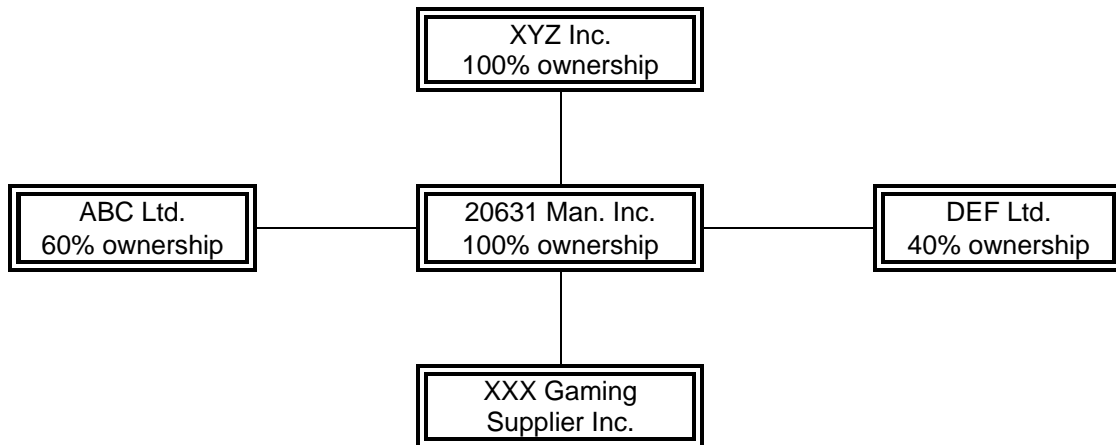 XYZ Inc.
100% ownership
ABC Ltd.
60% ownership
20631 Man. Inc.
100% ownership
DEF Ltd.
40% ownership
XXX Gaming
Supplier Inc.